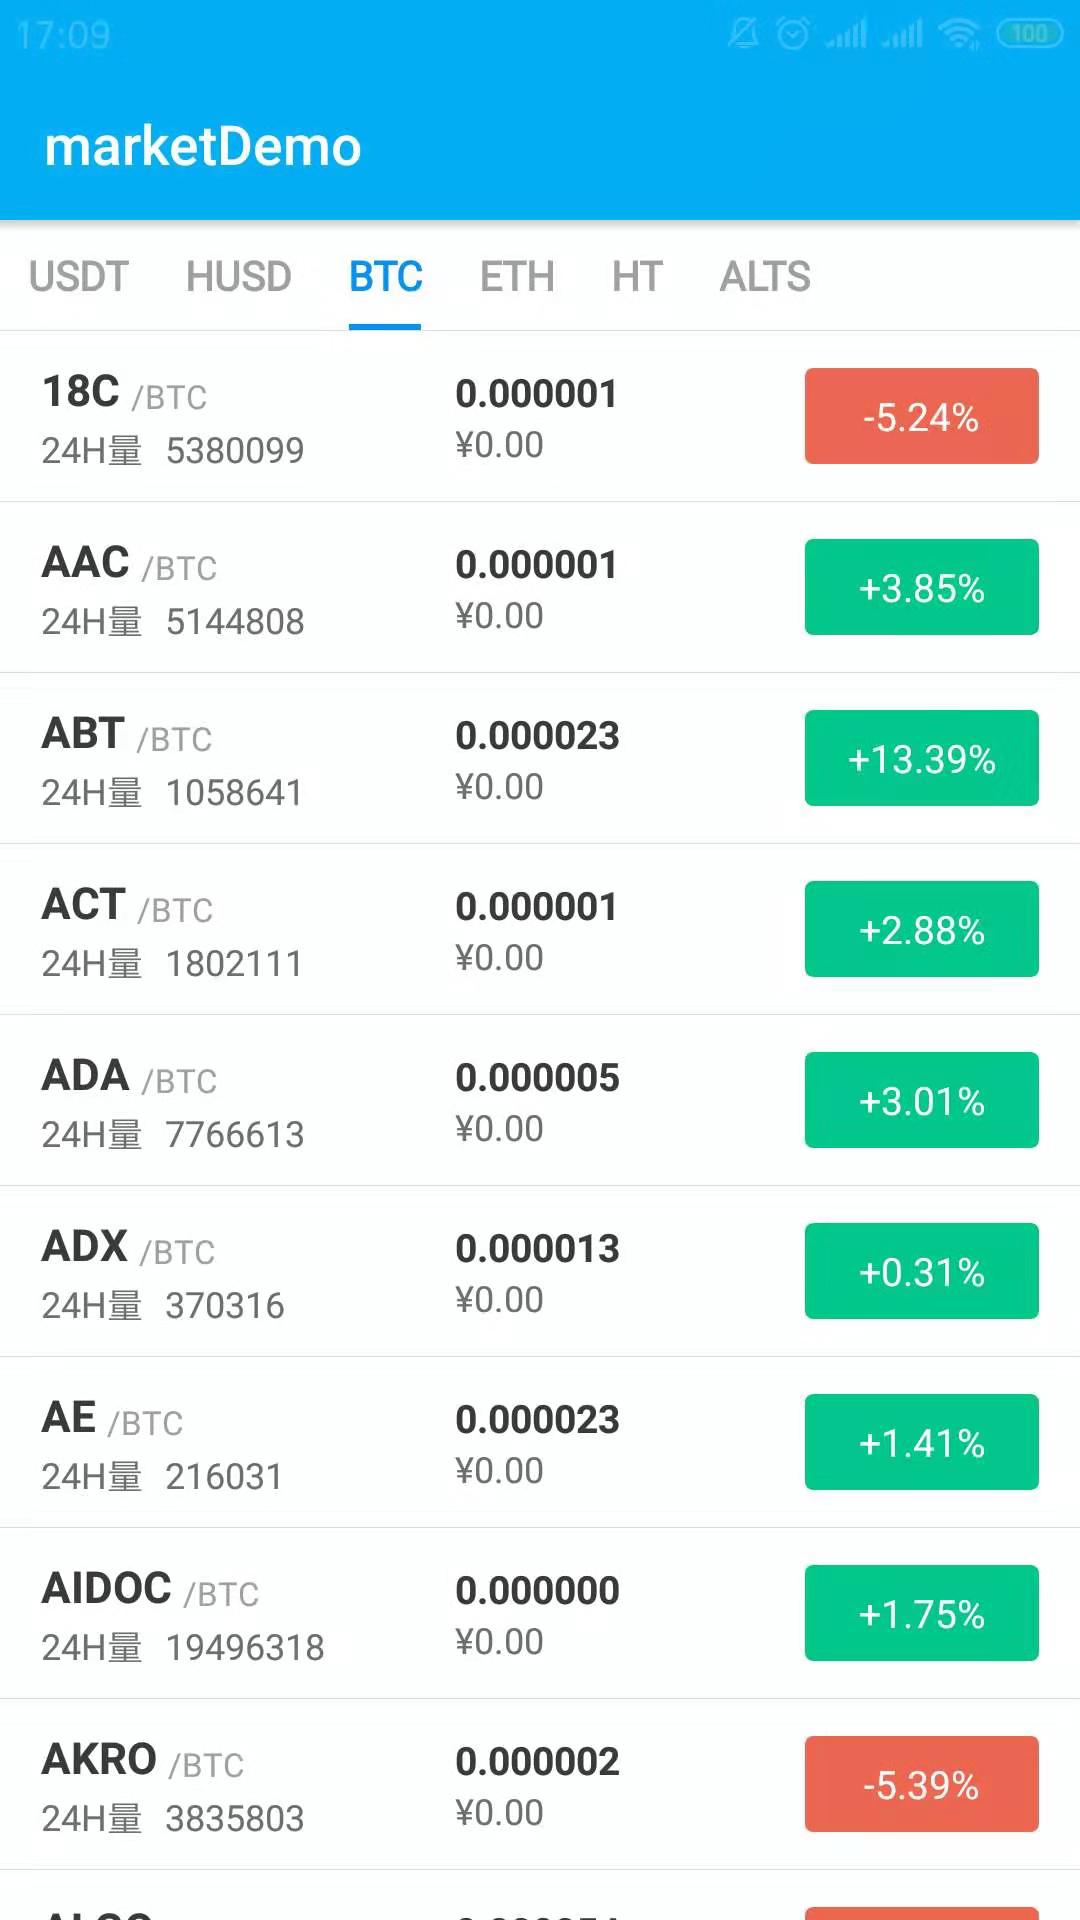 17:09
100
marketDemo
USDT HUSD BTC ETH HT ALTS
18C /BTC 0.000001 -5.24%
24H量 5380099 ¥0.00
AAC /BTC 0.000001 +3.85%
24H量 5144808 ¥0.00
ABT /BTC 0.000023 +13.39%
24H量 1058641 ¥0.00
ACT /BTC 0.000001 +2.88%
24H量 1802111 ¥0.00
ADA /BTC 0.000005 +3.01%
24H量 7766613 ¥0.00
ADX /BTC 0.000013 +0.31%
24H量 370316 ¥0.00
AE /BTC 0.000023 +1.41%
24H量 216031 ¥0.00
AIDOC /BTC 0.000000 +1.75%
24H量 19496318 ¥0.00
AKRO /BTC 0.000002 -5.39%
24H量 3835803 ¥0.00